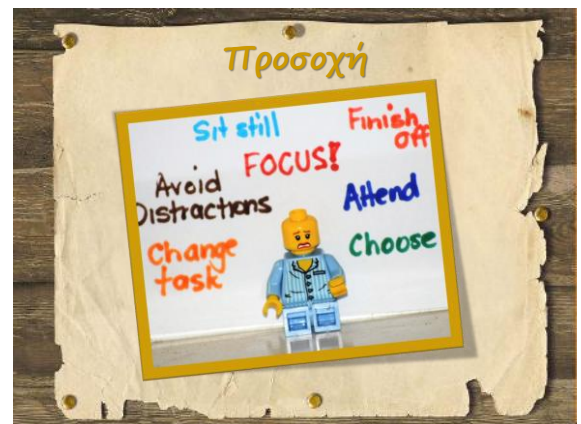 Προσοχή
Sit still
Finish off
FOCUS!
Avoid
Distractions
Attend
Change
task
Choose